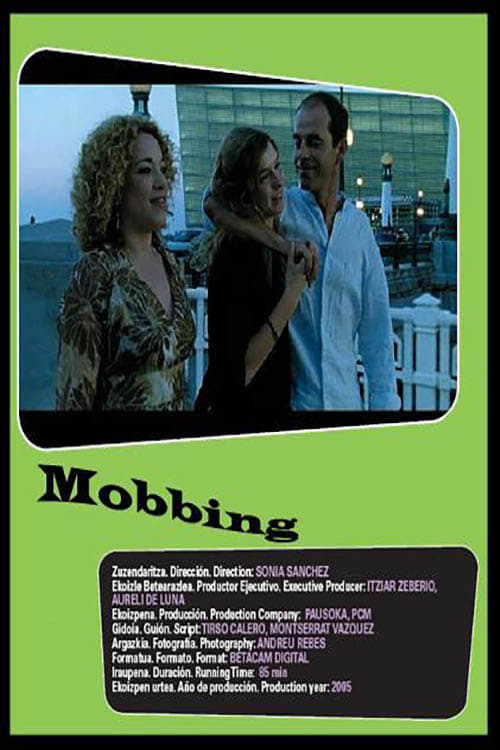 Mobbing
Zuzendaritza. Dirección. Direction: SONIA SANCHEZ
Ekoizle Betearazlea. Productor Ejecutivo. Executive Producer: ITZIAR ZEBERIO,
AURELI DE LUNA
Ekoizpena. Producción. Production Company: PAUSOKA, PCM
Gidoia. Guión. Script: TIRSO CALERO, MONTSERRAT VAZQUEZ
Argazkia. Fotografía. Photography: ANDREU REBES
Formatua. Formato. Format: BETACAM DIGITAL
Iraupena. Duración. Running Time: 85 min
Ekoizpen urtea. Año de producción. Production year: 2005